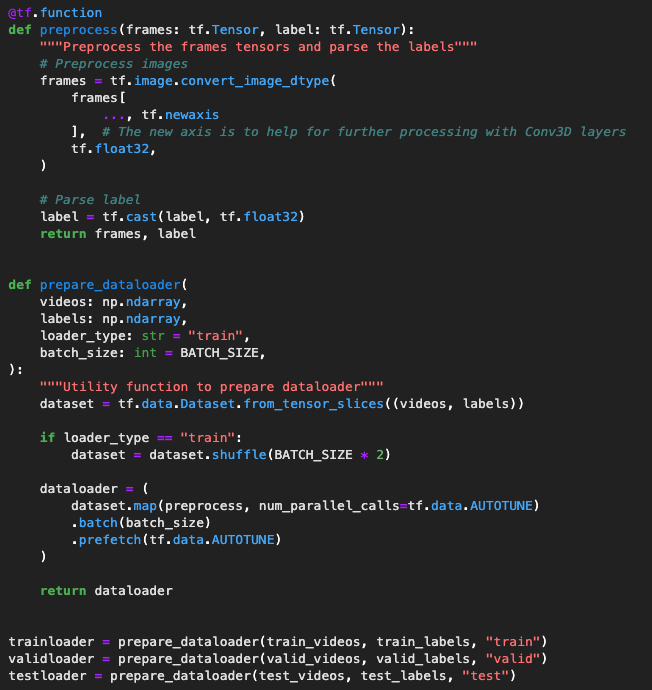 @tf.function
def preprocess(frames: tf.Tensor, label: tf.Tensor):
    """Preprocess the frames tensors and parse the labels"""
    # Preprocess images
    frames = tf.image.convert_image_dtype(
        frames[
            ..., tf.newaxis
        ],  # The new axis is to help for further processing with Conv3D layers
        tf.float32,
    )

    # Parse label
    label = tf.cast(label, tf.float32)
    return frames, label


def prepare_dataloader(
    videos: np.ndarray,
    labels: np.ndarray,
    loader_type: str = "train",
    batch_size: int = BATCH_SIZE,
):
    """Utility function to prepare dataloader"""
    dataset = tf.data.Dataset.from_tensor_slices((videos, labels))

    if loader_type == "train":
        dataset = dataset.shuffle(BATCH_SIZE * 2)

    dataloader = (
        dataset.map(preprocess, num_parallel_calls=tf.data.AUTOTUNE)
        .batch(batch_size)
        .prefetch(tf.data.AUTOTUNE)
    )

    return dataloader


trainloader = prepare_dataloader(train_videos, train_labels, "train")
validloader = prepare_dataloader(valid_videos, valid_labels, "valid")
testloader = prepare_dataloader(test_videos, test_labels, "test")